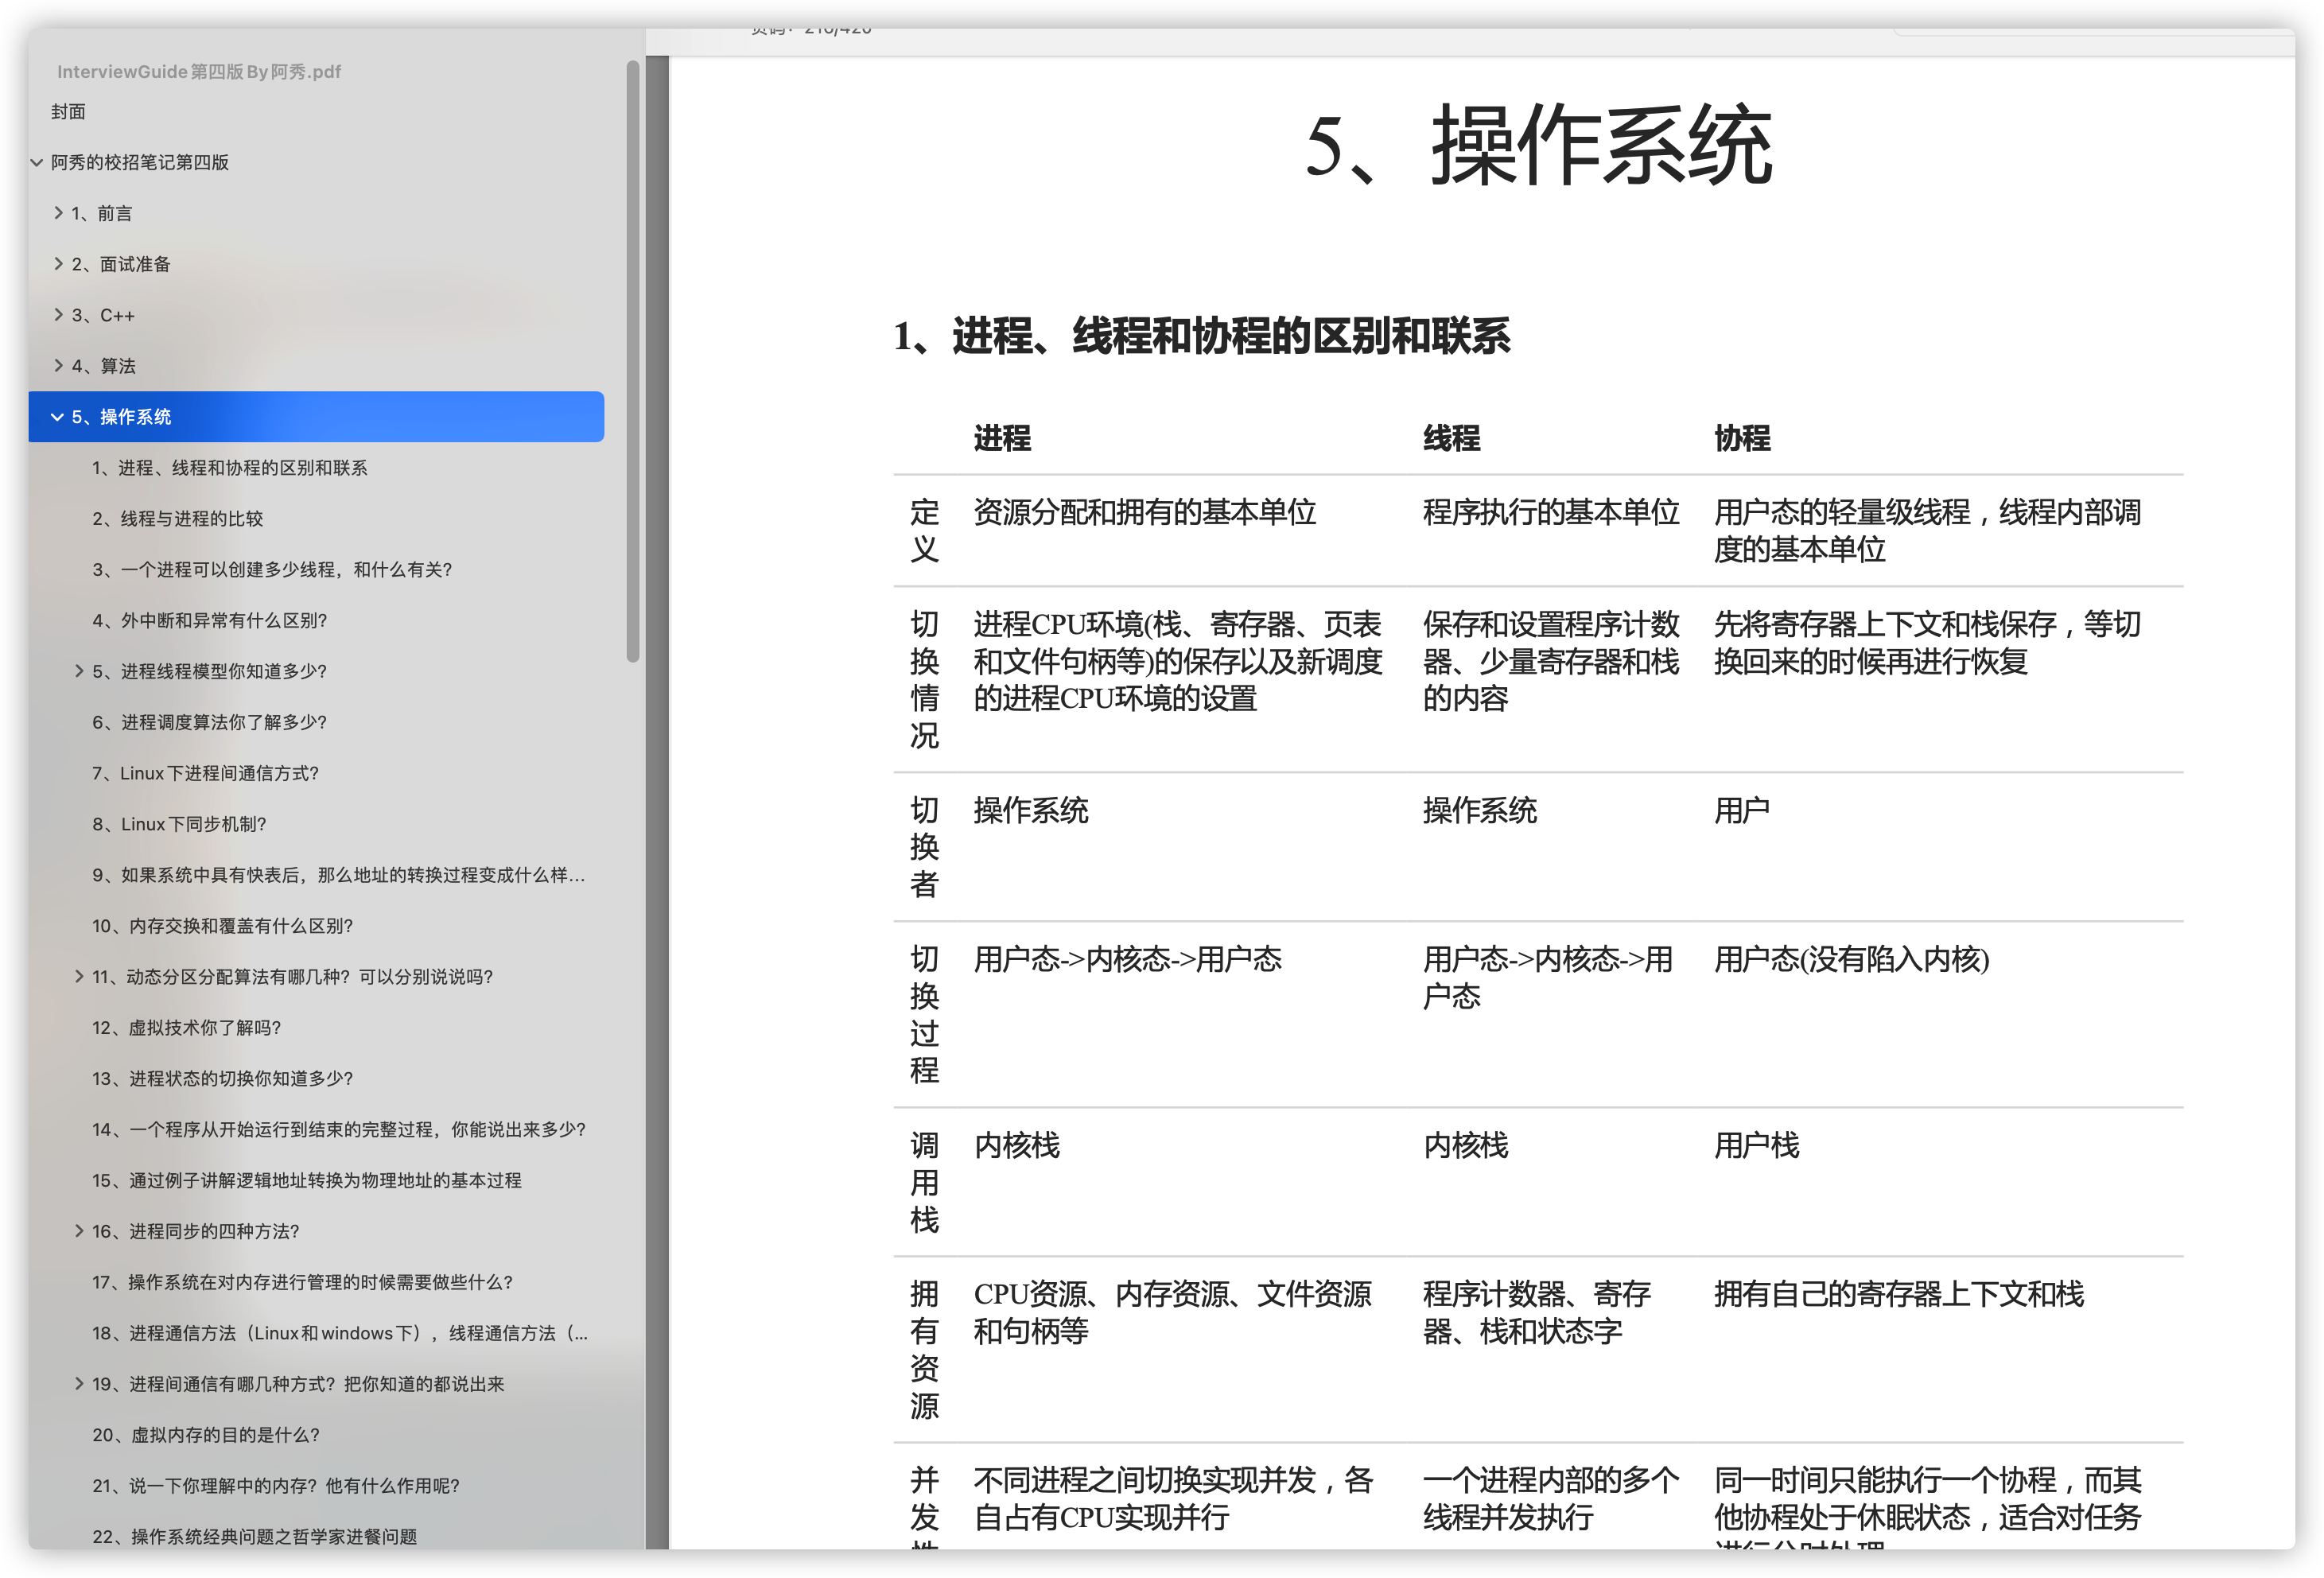 InterviewGuide第四版By阿秀.pdf
封面
阿秀的校招笔记第四版
1、前言
2、面试准备
3、C++
4、算法
5、操作系统
1、进程、线程和协程的区别和联系
2、线程与进程的比较
3、一个进程可以创建多少线程，和什么有关？
4、外中断和异常有什么区别？
5、进程线程模型你知道多少？
6、进程调度算法你了解多少？
7、Linux下进程间通信方式？
8、Linux下同步机制？
9、如果系统中具有快表后，那么地址的转换过程变成什么样...
10、内存交换和覆盖有什么区别？
11、动态分区分配算法有哪几种？可以分别说说吗？
12、虚拟技术你了解吗？
13、进程状态的切换你知道多少？
14、一个程序从开始运行到结束的完整过程，你能说出来多少？
15、通过例子讲解逻辑地址转换为物理地址的基本过程
16、进程同步的四种方法？
17、操作系统在对内存进行管理的时候需要做些什么？
18、进程通信方法（Linux和windows下），线程通信方法（...
19、进程间通信有哪几种方式？把你知道的都说出来
20、虚拟内存的目的是什么？
21、说一下你理解中的内存？他有什么作用呢？
22、操作系统经典问题之哲学家进餐问题
5、操作系统
1、进程、线程和协程的区别和联系
进程 线程 协程
定 资源分配和拥有的基本单位 程序执行的基本单位 用户态的轻量级线程，线程内部调
义 度的基本单位
切 进程CPU环境(栈、寄存器、页表 保存和设置程序计数 先将寄存器上下文和栈保存，等切
换 和文件句柄等)的保存以及新调度 器、少量寄存器和栈 换回来的时候再进行恢复
情 的进程CPU环境的设置 的内容
况
切 操作系统 操作系统 用户
换
者
切 用户态->内核态->用户态 用户态->内核态->用 用户态(没有陷入内核)
换 户态
过
程
调 内核栈 内核栈 用户栈
用
栈
拥 CPU资源、内存资源、文件资源 程序计数器、寄存 拥有自己的寄存器上下文和栈
有 和句柄等 器、栈和状态字
资
源
并 不同进程之间切换实现并发，各 一个进程内部的多个 同一时间只能执行一个协程，而其
发 自占有CPU实现并行 线程并发执行 他协程处于休眠状态，适合对任务